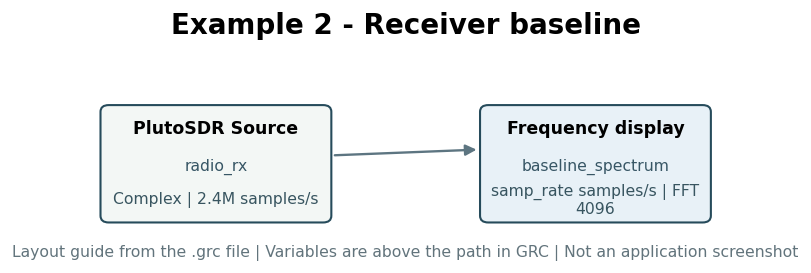 Example 2 - Receiver baseline
PlutoSDR Source
radio_rx
Complex | 2.4M samples/s
Frequency display
baseline_spectrum
samp_rate samples/s | FFT
4096
Layout guide from the .grc file | Variables are above the path in GRC | Not an application screenshot